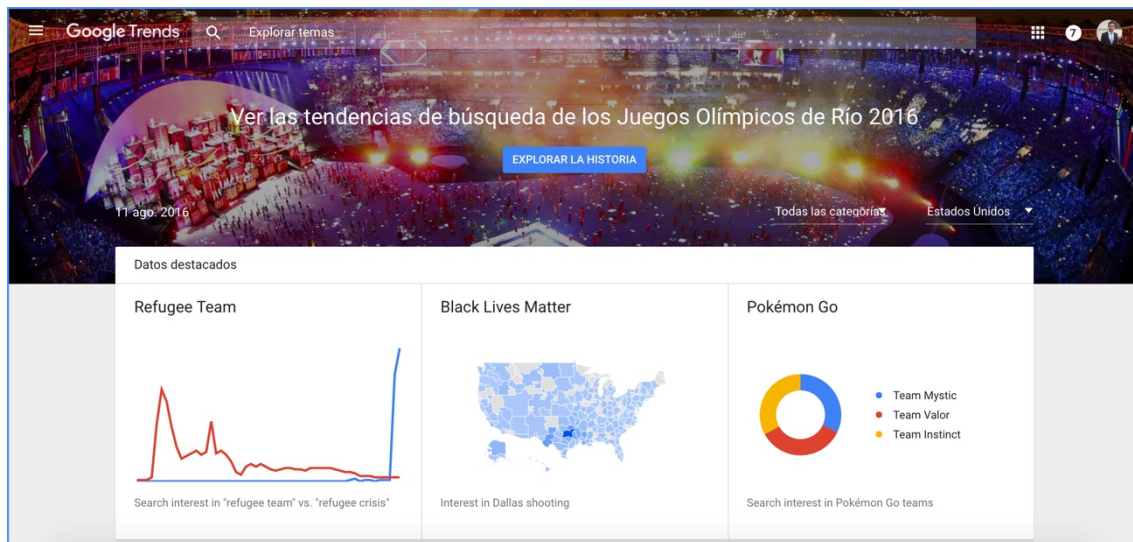 Google Trends
Explorar temas
7
Ver las tendencias de búsqueda de los Juegos Olímpicos de Río 2016
EXPLORAR LA HISTORIA
11 ago. 2016
Todas las categorías
Estados Unidos
Datos destacados
Refugee Team
Search interest in "refugee team" vs. "refugee crisis"
Black Lives Matter
Interest in Dallas shooting
Pokémon Go
Team Mystic
Team Valor
Team Instinct
Search interest in Pokémon Go teams